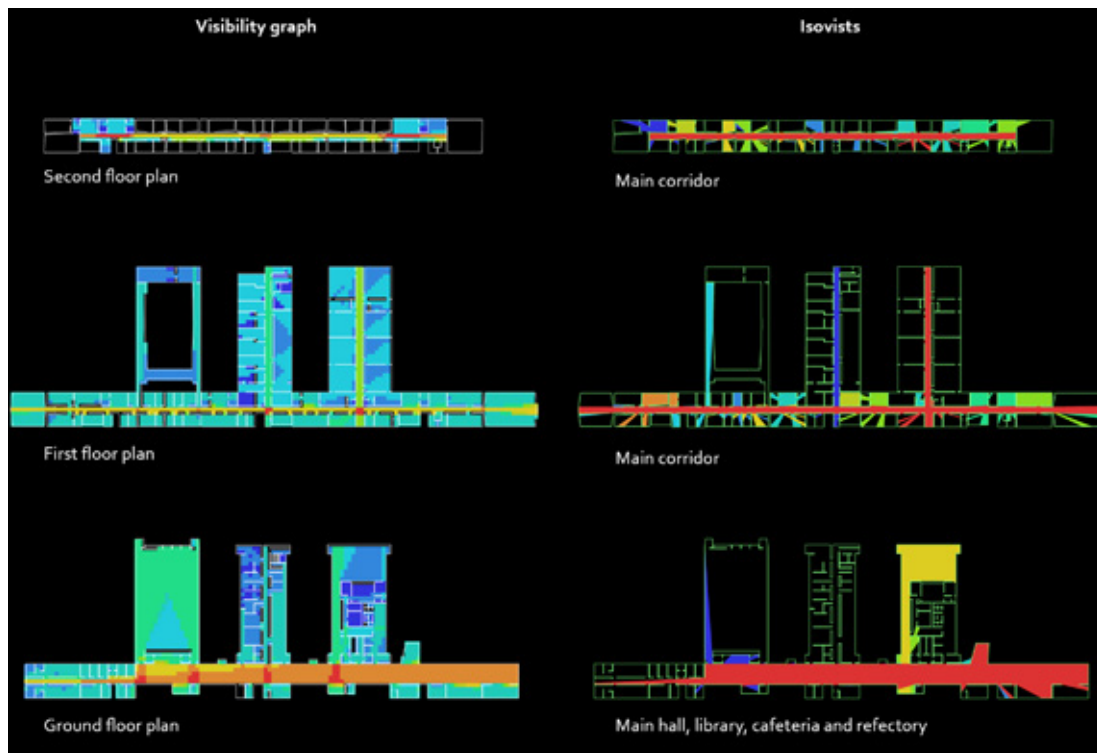 Visibility graph
Isovists
Second floor plan
Main corridor
First floor plan
Main corridor
Ground floor plan
Main hall, library, cafeteria and refectory